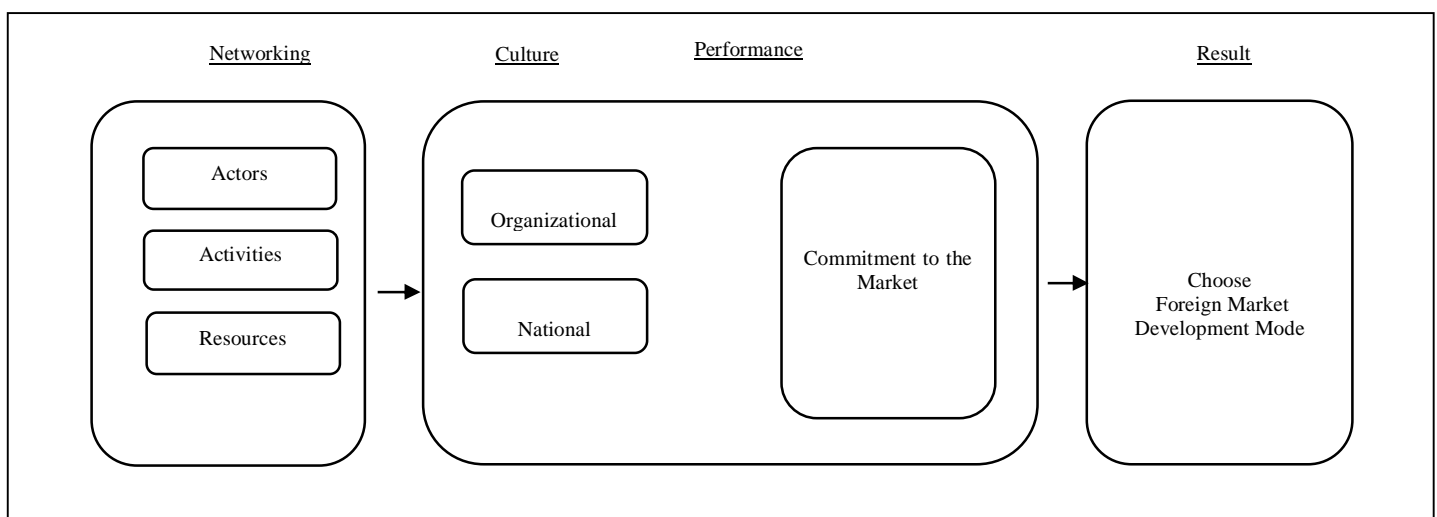 Networking
Culture
Performance
Result
Actors
Activities
Resources
Organizational
National
Commitment to the
Market
Choose
Foreign Market
Development Mode